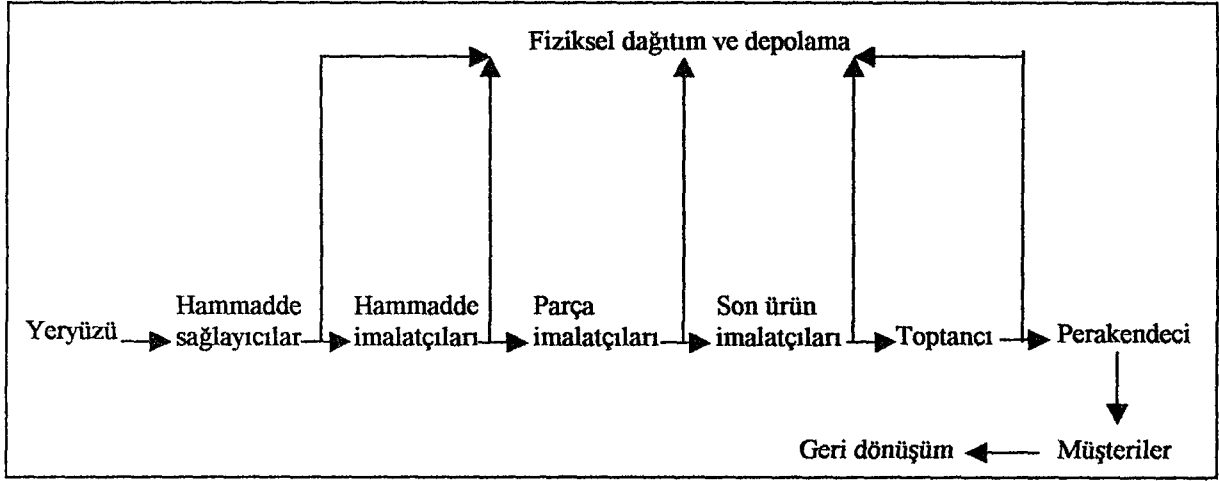 Fiziksel dağıtım ve depolama
Yeryüzü
Hammadde
sağlayıcılar
Hammadde
imalatçıları
Parça
imalatçıları
Son ürün
imalatçıları
Toptancı
Perakendeci
Geri dönüşüm
Müşteriler